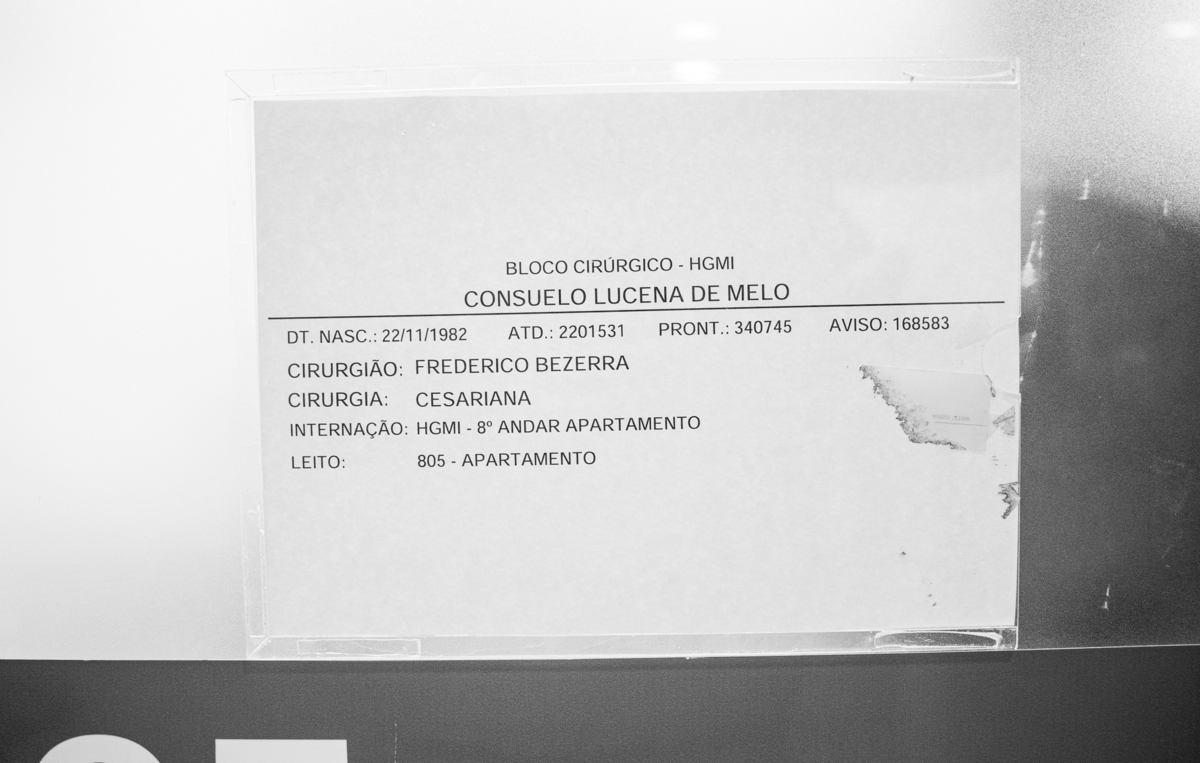 BLOCO CIRÚRGICO - HGMI
CONSUELO LUCENA DE MELO
DT. NASC.: 22/11/1982 ATD.: 2201531 PRONT.: 340745 AVISO: 168583
CIRURGIÃO: FREDERICO BEZERRA
CIRURGIA: CESARIANA
INTERNAÇÃO: HGMI - 8º ANDAR APARTAMENTO
LEITO: 805 - APARTAMENTO